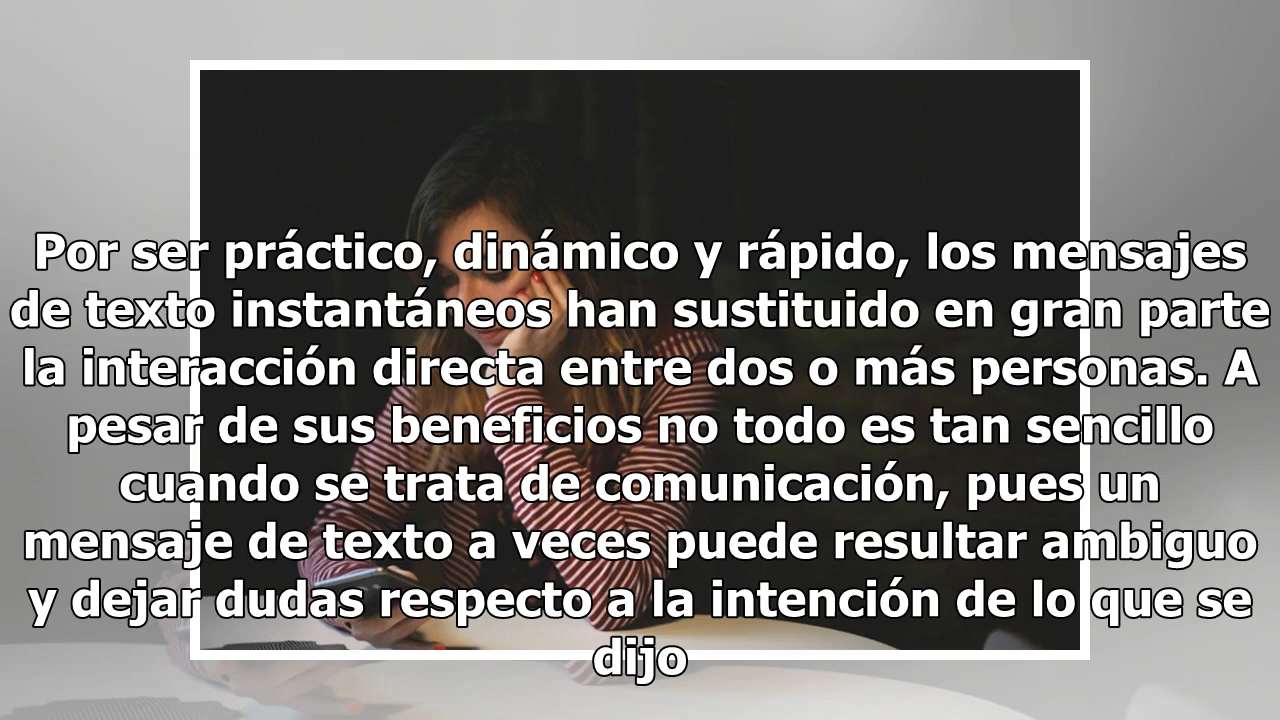 Por ser práctico, dinámico y rápido, los mensajes
de texto instantáneos han sustituido en gran parte
la interacción directa entre dos o más personas. A
pesar de sus beneficios no todo es tan sencillo
cuando se trata de comunicación, pues un
mensaje de texto a veces puede resultar ambiguo
y dejar dudas respecto a la intención de lo que se
dijo